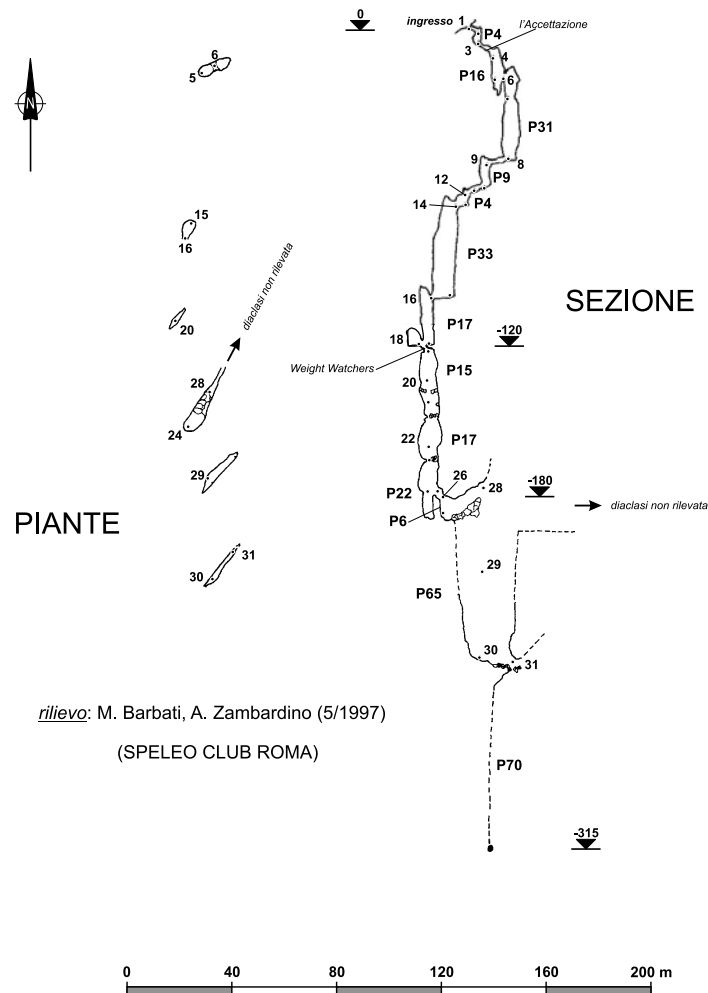 0
ingresso 1
l'Accettazione
P4
3
4
6
5
P16
6
N
P31
9
8
12
P9
14
P4
15
16
P33
diaclasi non rilevata
SEZIONE
16
20
P17
18
-120
Weight Watchers
P15
28
20
24
22
P17
29
26
-180
28
P22
diaclasi non rilevata
PIANTE
P6
31
29
30
P65
30
31
rilievo: M. Barbati, A. Zambardino (5/1997)
(SPELEO CLUB ROMA)
P70
-315
0 40 80 120 160 200 m